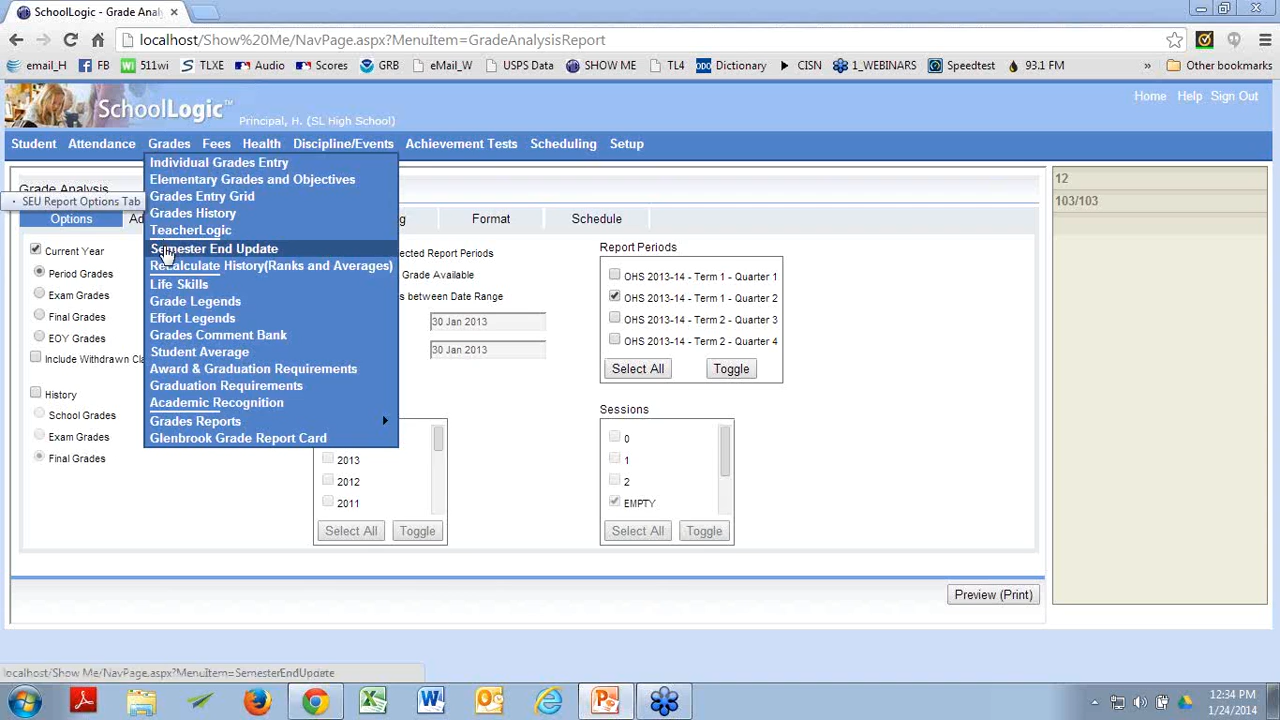 SchoolLogic - Grade Anal
localhost/Show%20Me/NavPage.aspx?MenuItem=GradeAnalysisReport
email_H FB 511wi TLXE Audio Scores GRB eMail_W USPS Data SHOW ME TL4 Dictionary CISN 1_WEBINARS Speedtest 93.1 FM » Other bookmarks
SchoolLogic™
Principal, H. (SL High School)
Home Help Sign Out
Student Attendance Grades Fees Health Discipline/Events Achievement Tests Scheduling Setup
Individual Grades Entry
Elementary Grades and Objectives
Grades Entry Grid
Grades History
TeacherLogic
Semester End Update
Recalculate History(Ranks and Averages)
Life Skills
Grade Legends
Effort Legends
Grades Comment Bank
Student Average
Award & Graduation Requirements
Graduation Requirements
Academic Recognition
Grades Reports
Glenbrook Grade Report Card
Grade Analysis
· SEU Report Options Tab
Options Ad g Format Schedule
Current Year
Period Grades
Exam Grades
Final Grades
EOY Grades
Include Withdrawn Cla
History
School Grades
Exam Grades
Final Grades
ected Report Periods
Grade Available
s between Date Range
30 Jan 2013
30 Jan 2013
2013
2012
2011
Select All Toggle
Report Periods
OHS 2013-14 - Term 1 - Quarter 1
OHS 2013-14 - Term 1 - Quarter 2
OHS 2013-14 - Term 2 - Quarter 3
OHS 2013-14 - Term 2 - Quarter 4
Select All Toggle
Sessions
0
1
2
EMPTY
Select All Toggle
12
103/103
Preview (Print)
localhost/Show Me/NavPage.aspx?MenuItem=SemesterEndUpdate
12:34 PM
1/24/2014